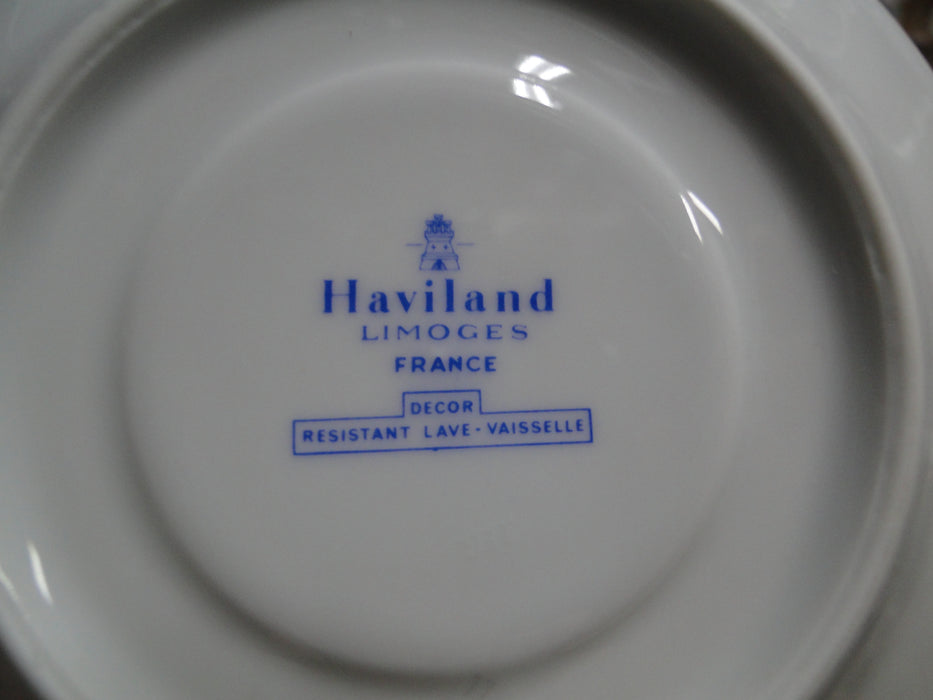 Haviland
LIMOGES
FRANCE
DECOR
RESISTANT LAVE-VAISSELLE